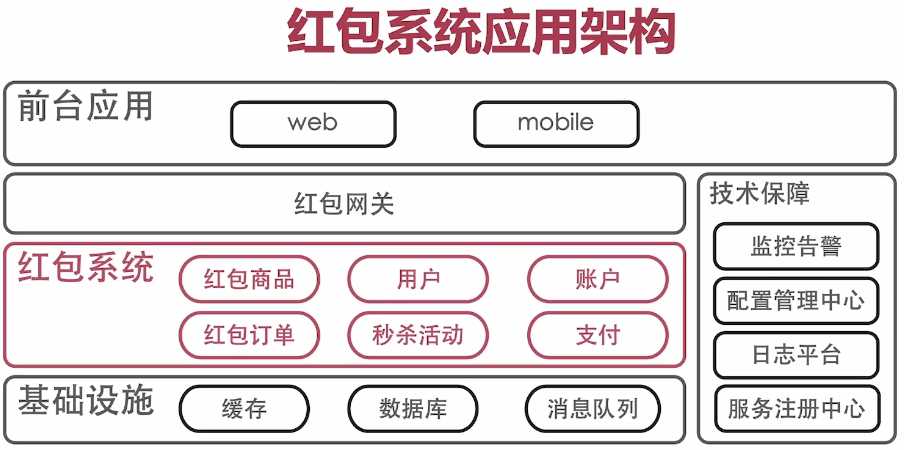 红包系统应用架构
前台应用
web
mobile
红包网关
红包系统
红包商品
用户
账户
红包订单
秒杀活动
支付
基础设施
缓存
数据库
消息队列
技术保障
监控告警
配置管理中心
日志平台
服务注册中心